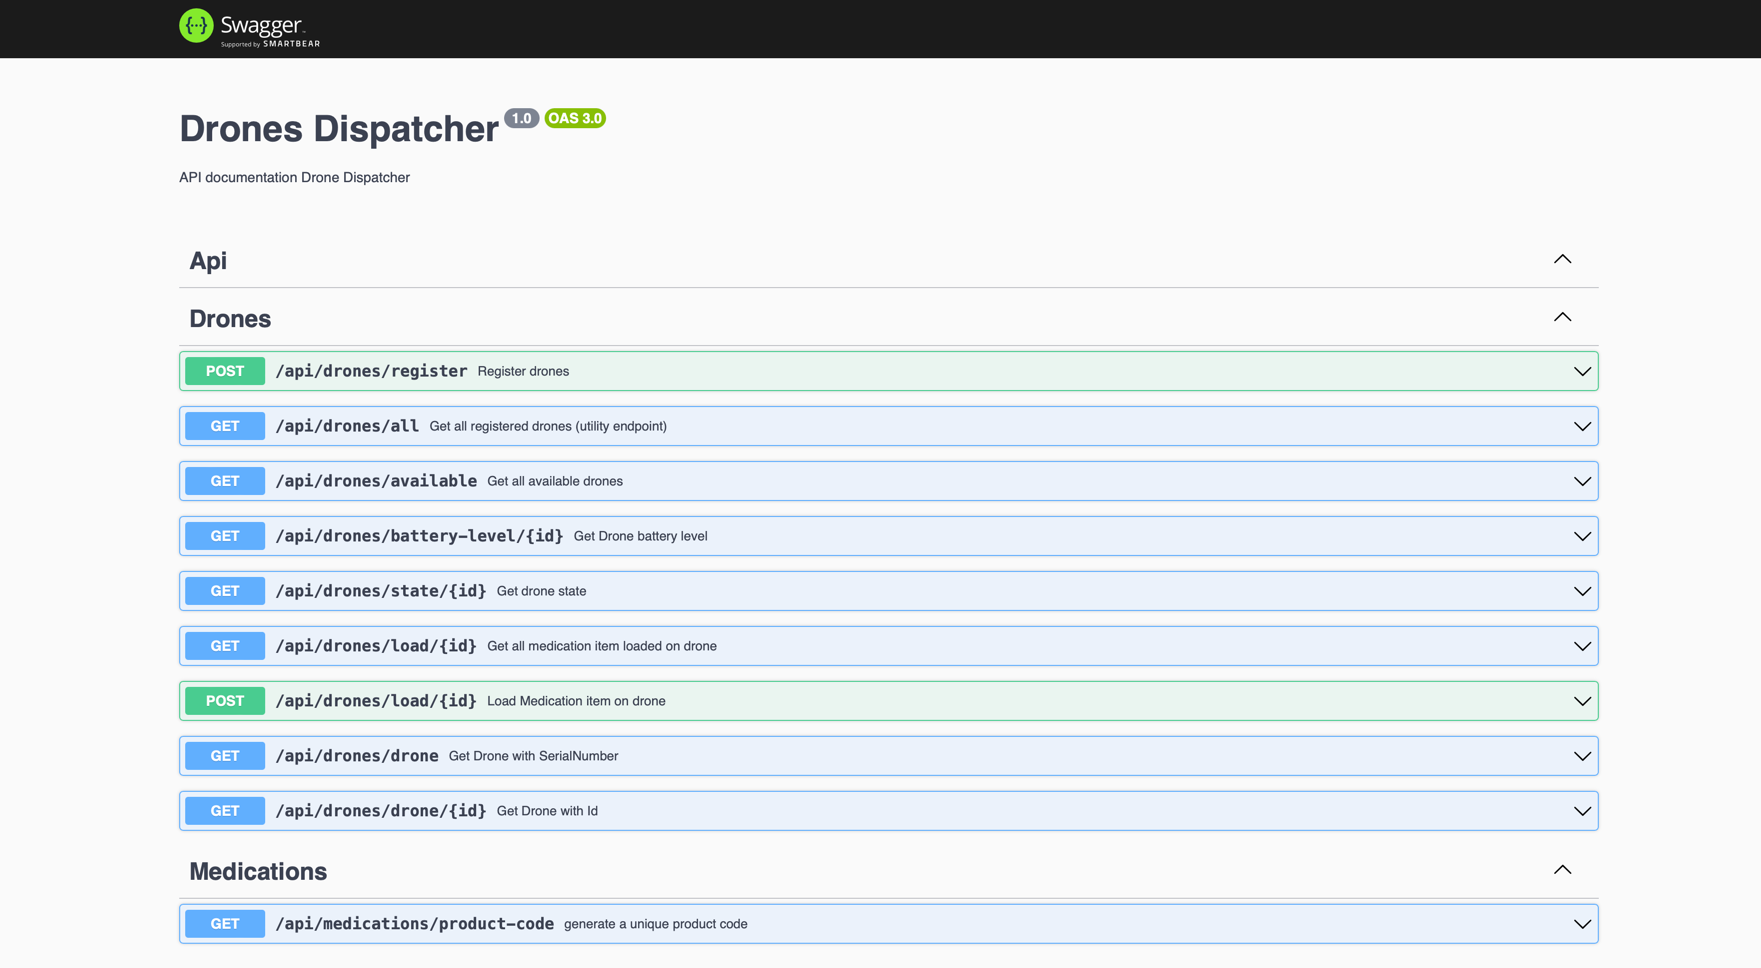 {···} Swagger™
Supported by SMARTBEAR
Drones Dispatcher 1.0 OAS 3.0
API documentation Drone Dispatcher
Api
Drones
POST /api/drones/register Register drones
GET /api/drones/all Get all registered drones (utility endpoint)
GET /api/drones/available Get all available drones
GET /api/drones/battery-level/{id} Get Drone battery level
GET /api/drones/state/{id} Get drone state
GET /api/drones/load/{id} Get all medication item loaded on drone
POST /api/drones/load/{id} Load Medication item on drone
GET /api/drones/drone Get Drone with SerialNumber
GET /api/drones/drone/{id} Get Drone with Id
Medications
GET /api/medications/product-code generate a unique product code